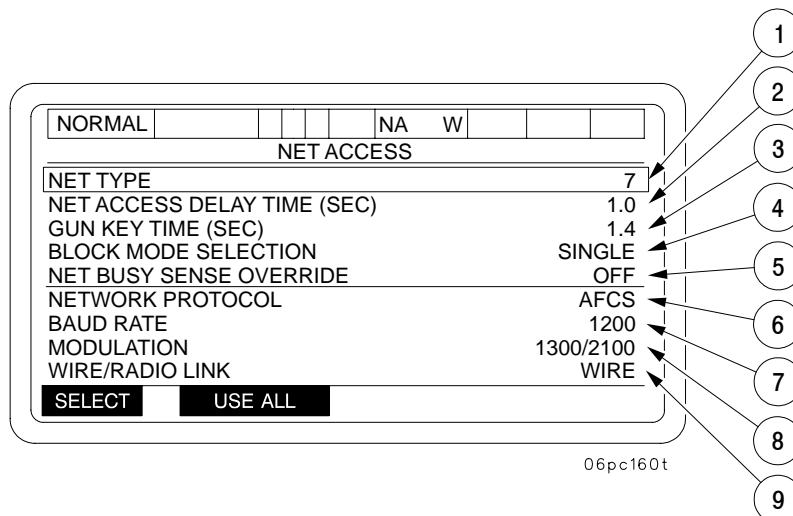 NORMAL NA W
NET ACCESS
NET TYPE 7
NET ACCESS DELAY TIME (SEC) 1.0
GUN KEY TIME (SEC) 1.4
BLOCK MODE SELECTION SINGLE
NET BUSY SENSE OVERRIDE OFF
NETWORK PROTOCOL AFCS
BAUD RATE 1200
MODULATION 1300/2100
WIRE/RADIO LINK WIRE
SELECT USE ALL
06pc160t
1
2
3
4
5
6
7
8
9